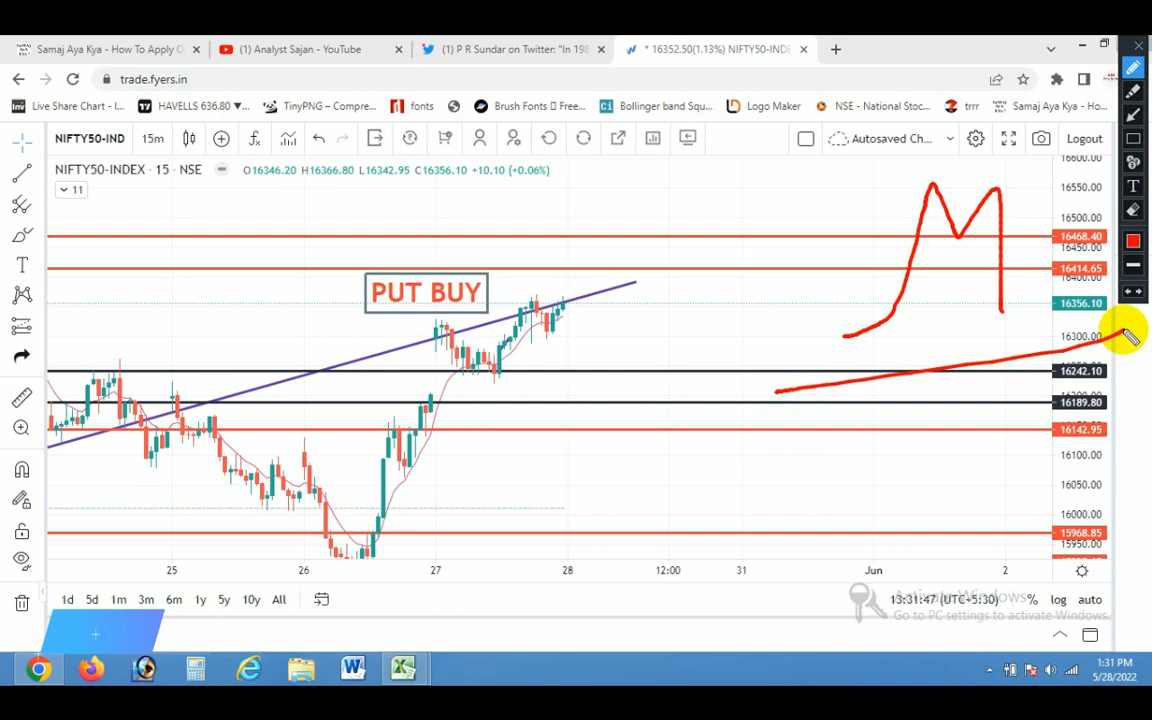 Samaj Aya Kya - How To Apply O
(1) Analyst Sajan - YouTube
(1) P R Sundar on Twitter: "In 198
* 16352.50(1.13%) NIFTY50-INDE
trade.fyers.in
Live Share Chart - I...
HAVELLS 636.80 ▼...
TinyPNG – Compre...
fonts
Brush Fonts
Free...
Bollinger band Squ...
Logo Maker
NSE - National Stoc...
trrr
Samaj Aya Kya - Ho...
NIFTY50-IND
15m
Autosaved Ch...
Logout
NIFTY50-INDEX · 15 · NSE
O16346.20 H16366.80 L16342.95 C16356.10 +10.10 (+0.06%)
11
16600.00
16550.00
16500.00
16468.40
16450.00
16414.65
16400.00
PUT BUY
16356.10
16300.00
16242.10
16189.80
16142.95
16100.00
16050.00
16000.00
15968.85
15950.00
25
26
27
28
12:00
31
Jun
2
1d 5d 1m 3m 6m 1y 5y 10y All
13:31:47 (UTC+5:30)
% log auto
Activate Windows
Go to PC settings to activate Windows.
1:31 PM
5/28/2022